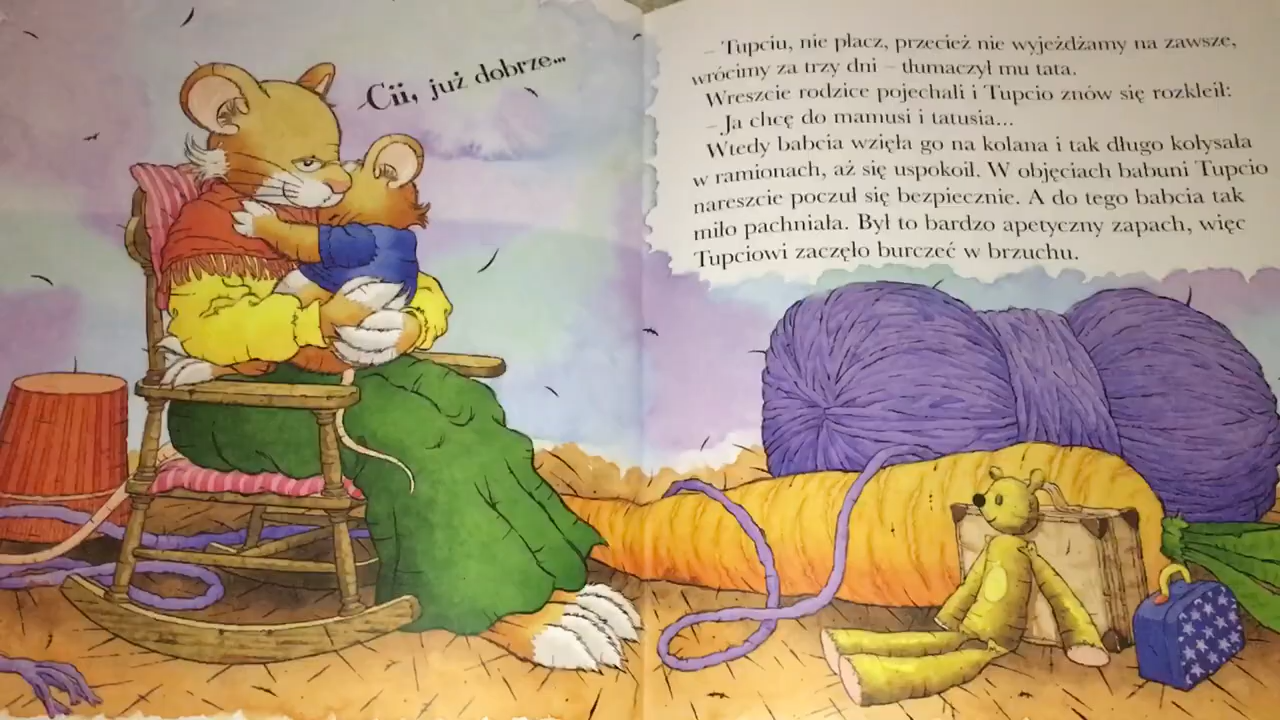 Cii, już dobrze...
– Tupciu, nie płacz, przecież nie wyjeżdżamy na zawsze,
wrócimy za trzy dni – tłumaczył mu tata.
Wreszcie rodzice pojechali i Tupcio znów się rozkleił:
– Ja chcę do mamusi i tatusia...
Wtedy babcia wzięła go na kolana i tak długo kołysała
w ramionach, aż się uspokoił. W objęciach babuni Tupcio
nareszcie poczuł się bezpiecznie. A do tego babcia tak
miło pachniała. Był to bardzo apetyczny zapach, więc
Tupciowi zaczęło burczeć w brzuchu.